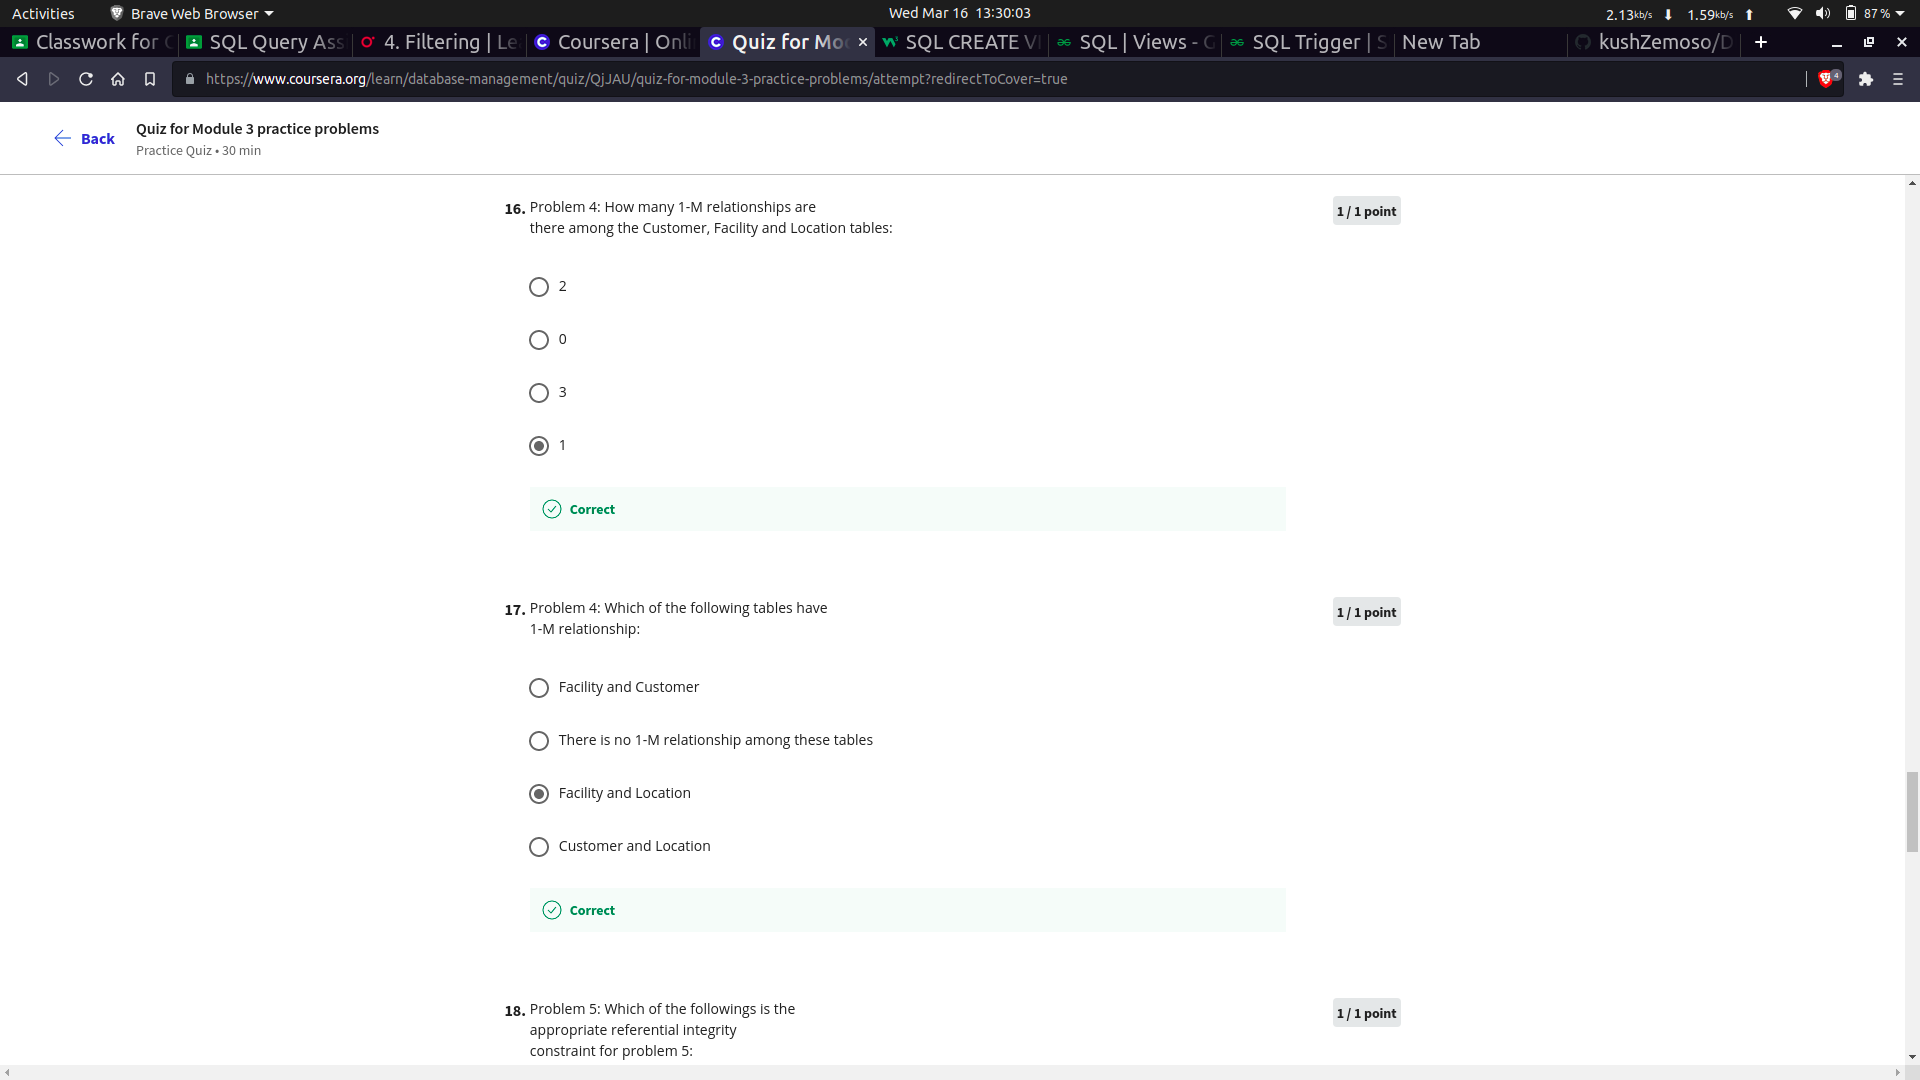 Activities
Brave Web Browser
Wed Mar 16 13:30:03
2.13kb/s
1.59kb/s
87 %
Classwork for
SQL Query Ass
4. Filtering | Le
Coursera | Onli
Quiz for Mo
SQL CREATE VI
SQL | Views - G
SQL Trigger | S
New Tab
kushZemoso/D
https://www.coursera.org/learn/database-management/quiz/QjJAU/quiz-for-module-3-practice-problems/attempt?redirectToCover=true
4
Back
Quiz for Module 3 practice problems
Practice Quiz • 30 min
16. Problem 4: How many 1-M relationships are
there among the Customer, Facility and Location tables:
1 / 1 point
2
0
3
1
Correct
17. Problem 4: Which of the following tables have
1-M relationship:
1 / 1 point
Facility and Customer
There is no 1-M relationship among these tables
Facility and Location
Customer and Location
Correct
18. Problem 5: Which of the followings is the
appropriate referential integrity
constraint for problem 5:
1 / 1 point